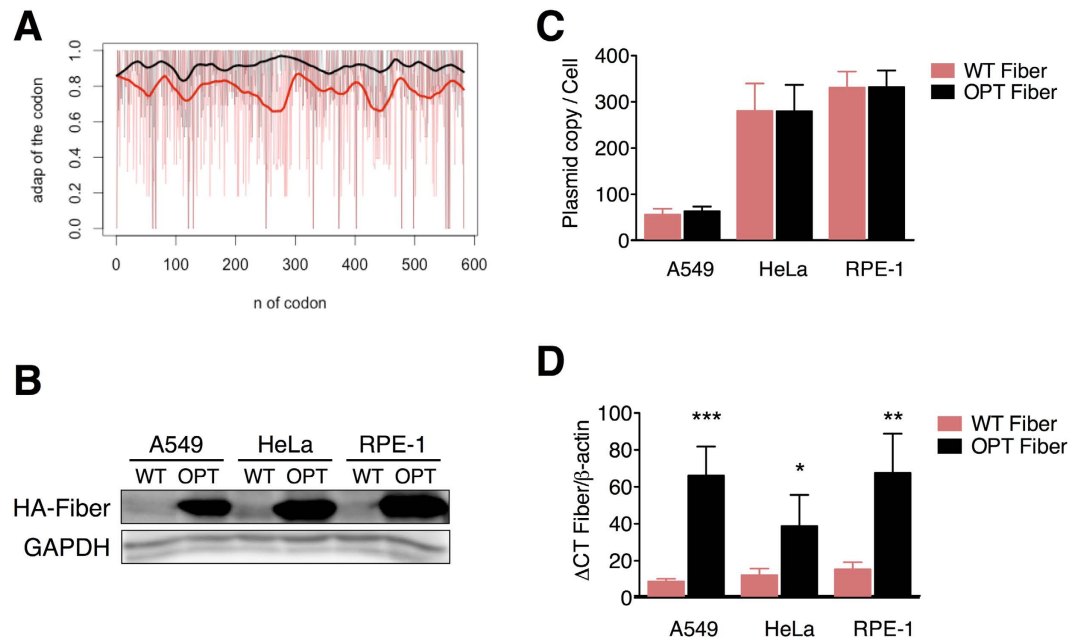 A
adap of the codon
0.0 0.2 0.4 0.6 0.8 1.0
0 100 200 300 400 500 600
n of codon
B
A549 HeLa RPE-1
WT OPT WT OPT WT OPT
HA-Fiber
GAPDH
C
Plasmid copy / Cell
400
300
200
100
0
A549 HeLa RPE-1
WT Fiber
OPT Fiber
D
ΔCT Fiber/β-actin
100
80
60
40
20
0
*** * **
A549 HeLa RPE-1
WT Fiber
OPT Fiber